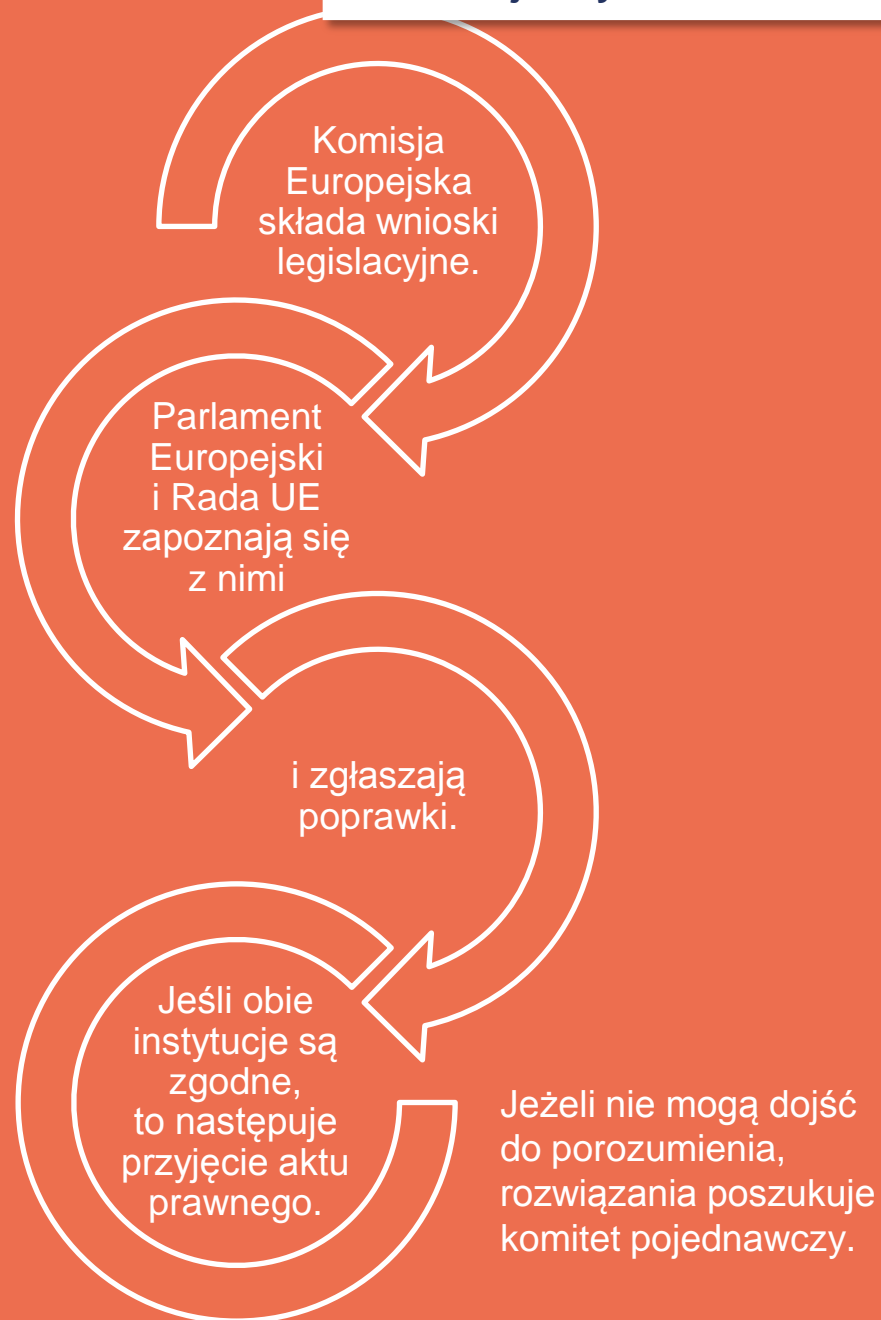 Komisja
Europejska
składa wnioski
legislacyjne.
Parlament
Europejski
i Rada UE
zapoznają się
z nimi
i zgłaszają
poprawki.
Jeśli obie
instytucje są
zgodne,
to następuje
przyjęcie aktu
prawnego.
Jeżeli nie mogą dojść
do porozumienia,
rozwiązania poszukuje
komitet pojednawczy.